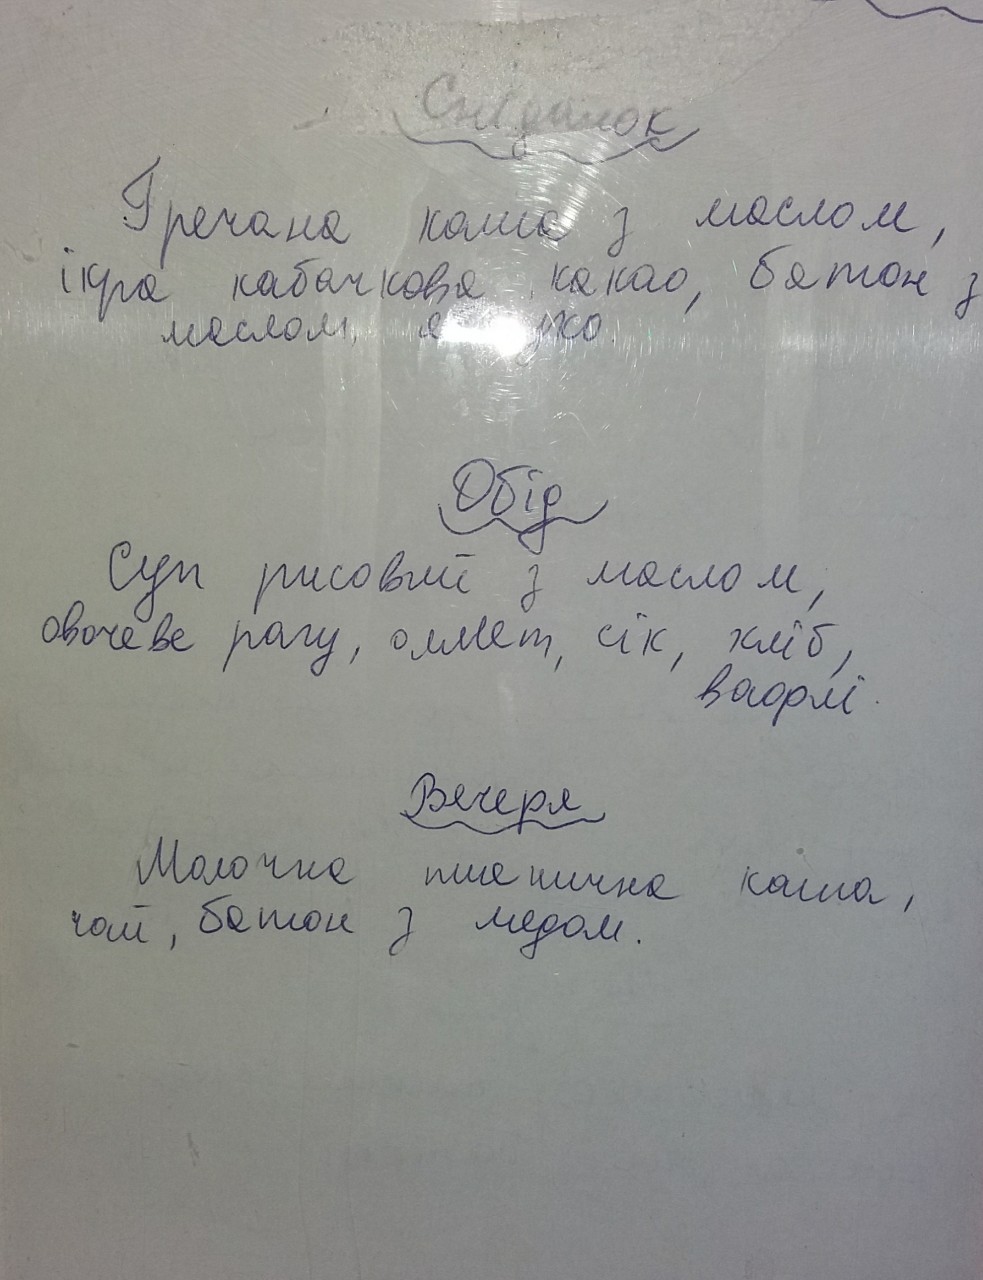 Сніданок
Гречана каша з маслом,
ікра кабачкова, какао, батон з
маслом,
Обід
Суп рисовий з маслом,
овочеве рагу, омлет, сік, хліб,
вафлі.
Вечеря
Молочна пшенична каша,
чай, батон з медом.